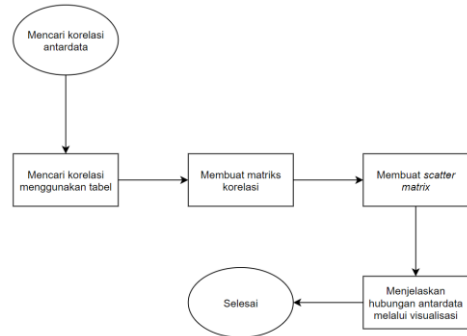 Mencari korelasi
antardata
Mencari korelasi
menggunakan tabel
Membuat matriks
korelasi
Membuat scatter
matrix
Menjelaskan
hubungan antardata
melalui visualisasi
Selesai